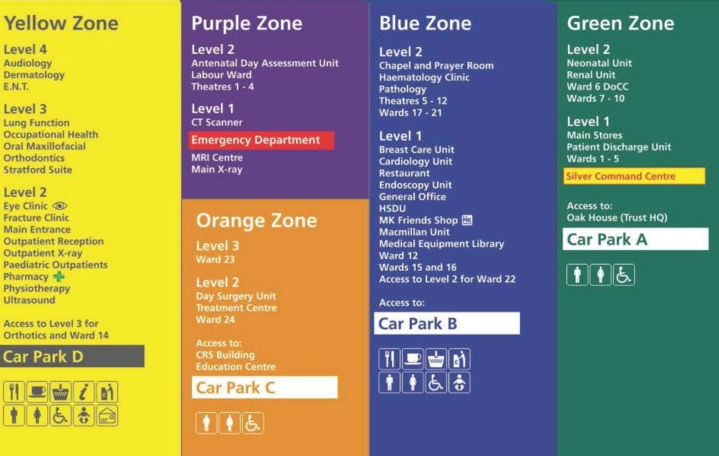 Yellow Zone
Level 4
Audiology
Dermatology
E.N.T.
Level 3
Lung Function
Occupational Health
Oral Maxillofacial
Orthodontics
Stratford Suite
Level 2
Eye Clinic
Fracture Clinic
Main Entrance
Outpatient Reception
Outpatient X-ray
Paediatric Outpatients
Pharmacy
Physiotherapy
Ultrasound
Access to Level 3 for
Orthotics and Ward 14
Car Park D
Purple Zone
Level 2
Antenatal Day Assessment Unit
Labour Ward
Theatres 1 - 4
Level 1
CT Scanner
Emergency Department
MRI Centre
Main X-ray
Orange Zone
Level 3
Ward 23
Level 2
Day Surgery Unit
Treatment Centre
Ward 24
Access to:
CRS Building
Education Centre
Car Park C
Blue Zone
Level 2
Chapel and Prayer Room
Haematology Clinic
Pathology
Theatres 5 - 12
Wards 17 - 21
Level 1
Breast Care Unit
Cardiology Unit
Restaurant
Endoscopy Unit
General Office
HSDU
MK Friends Shop
Macmillan Unit
Medical Equipment Library
Ward 12
Wards 15 and 16
Access to Level 2 for Ward 22
Access to:
Car Park B
Green Zone
Level 2
Neonatal Unit
Renal Unit
Ward 6 DoCC
Wards 7 - 10
Level 1
Main Stores
Patient Discharge Unit
Wards 1 - 5
Silver Command Centre
Access to:
Oak House (Trust HQ)
Car Park A